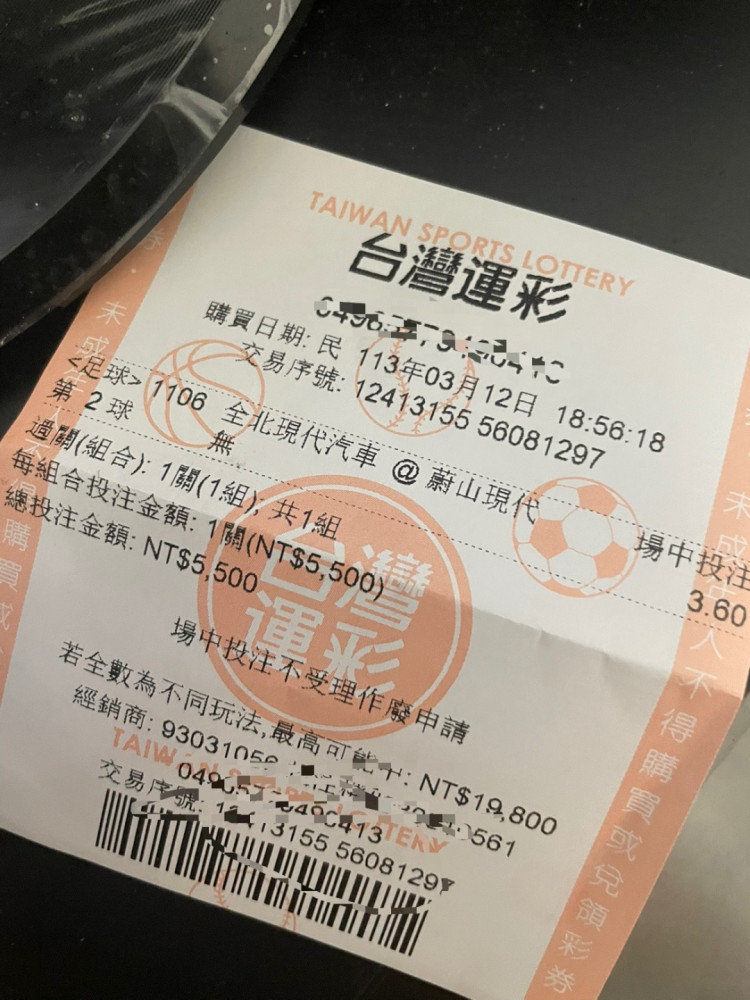 TAIWAN SPORTS LOTTERY
台灣運彩
購買日期: 民 113年03月12日 18:56:18
交易序號: 12413155 56081297
<足球> 1106 全北現代汽車 @ 蔚山現代 場中投注
第 2 球 無 3.60
過關(組合): 1關(1組), 共1組
每組合投注金額: 1關(NT$5,500)
總投注金額: NT$5,500
台灣運彩
場中投注不受理作廢申請
若全數為不同玩法,最高可能中: NT$19,800
經銷商: 93031056
561
交易序號: 13155 56081297
未成年人不得購買或兌領彩券